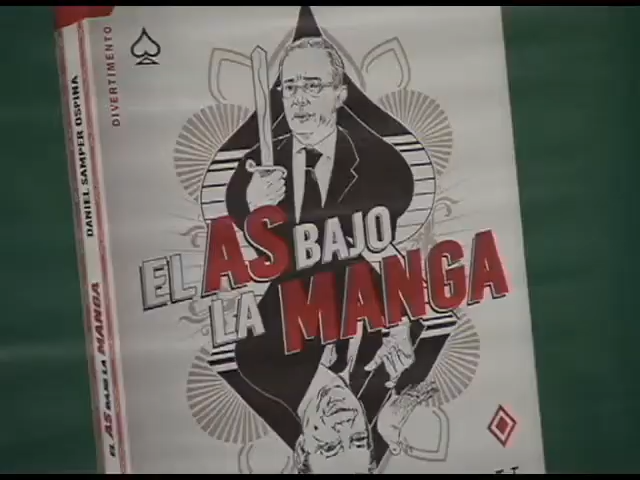 DIVERTIMENTO
DANIEL SAMPER OSPINA
EL AS BAJO LA MANGA
EL AS BAJO
LA MANGA